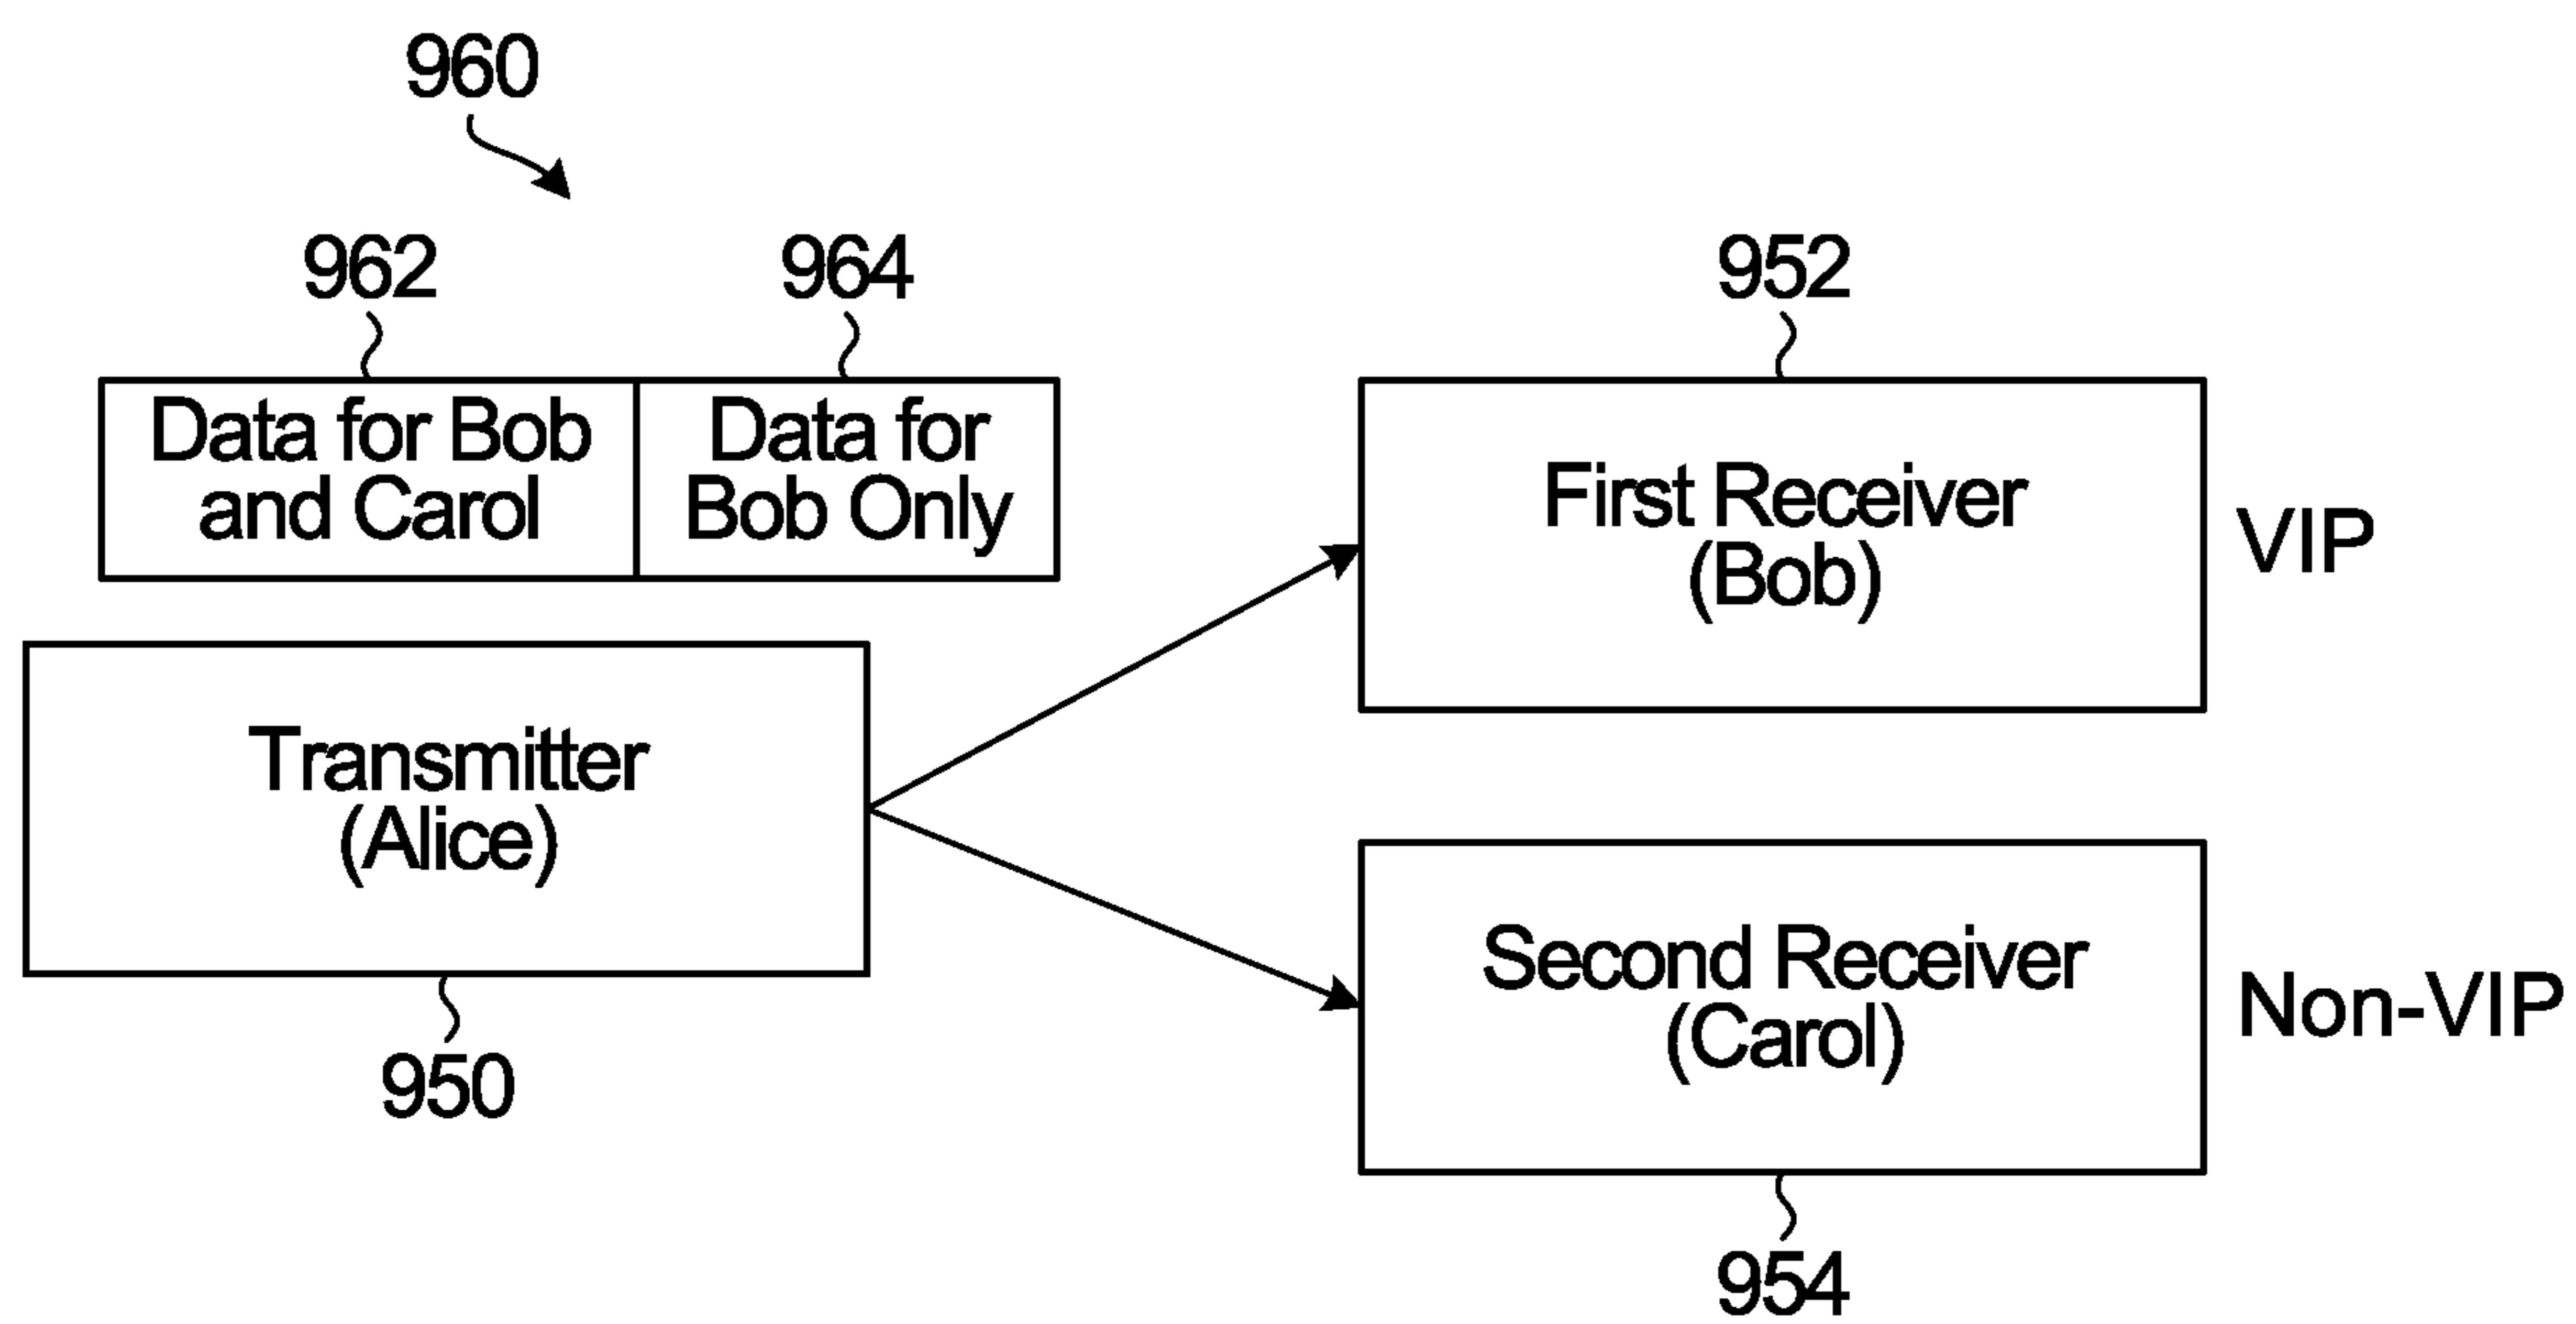 960
962
964
952
Data for Bob
and Carol
Data for
Bob Only
First Receiver
(Bob)
VIP
Transmitter
(Alice)
950
Second Receiver
(Carol)
Non-VIP
954